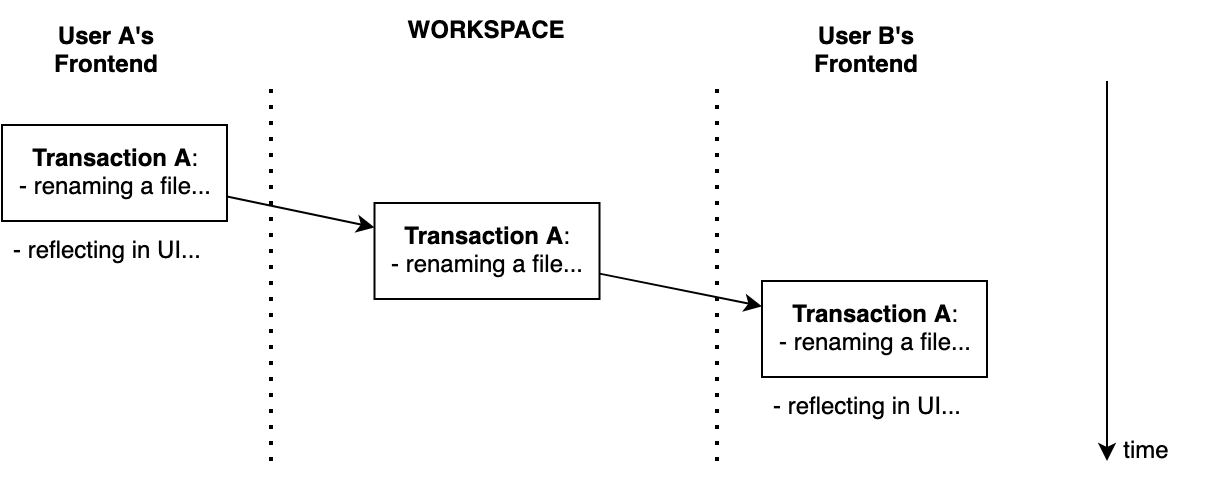 User A's
Frontend
WORKSPACE
User B's
Frontend
Transaction A:
- renaming a file...
- reflecting in UI...
Transaction A:
- renaming a file...
Transaction A:
- renaming a file...
- reflecting in UI...
time